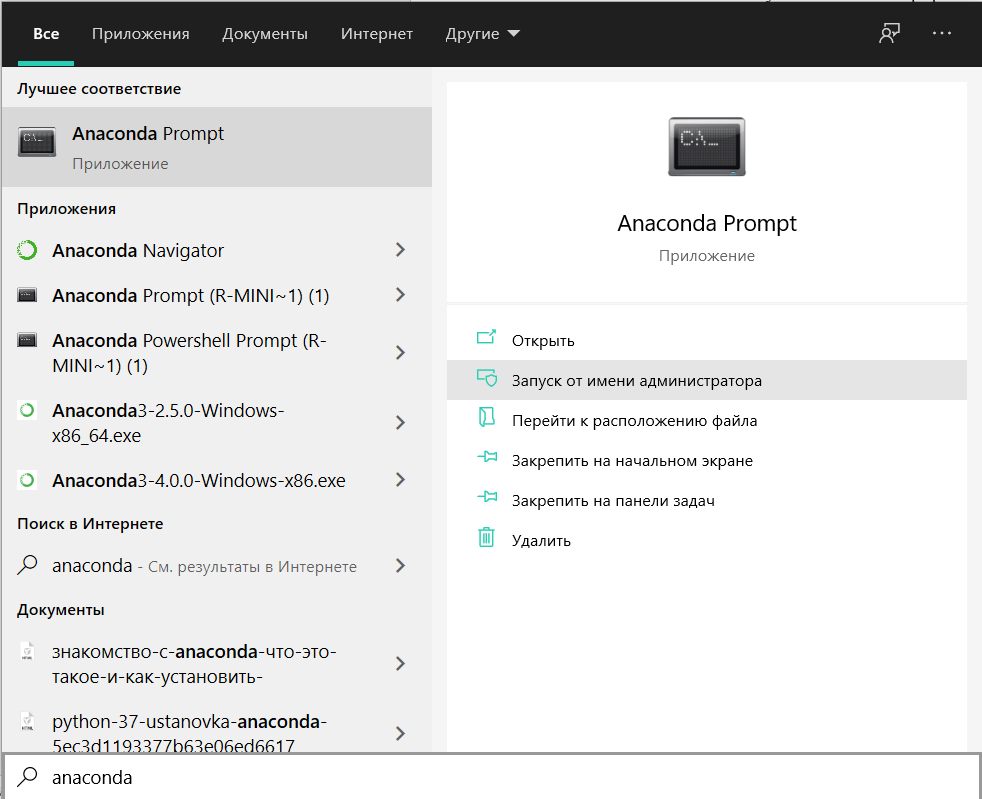 Все
Приложения
Документы
Интернет
Другие
Лучшее соответствие
Anaconda Prompt
Приложение
Приложения
Anaconda Navigator
Anaconda Prompt (R-MINI~1) (1)
Anaconda Powershell Prompt (R-
MINI~1) (1)
Anaconda3-2.5.0-Windows-
x86_64.exe
Anaconda3-4.0.0-Windows-x86.exe
Поиск в Интернете
anaconda - См. результаты в Интернете
Документы
знакомство-с-anaconda-что-это-
такое-и-как-установить-
python-37-ustanovka-anaconda-
5ec3d1193377b63e06ed6617
Anaconda Prompt
Приложение
Открыть
Запуск от имени администратора
Перейти к расположению файла
Закрепить на начальном экране
Закрепить на панели задач
Удалить
anaconda